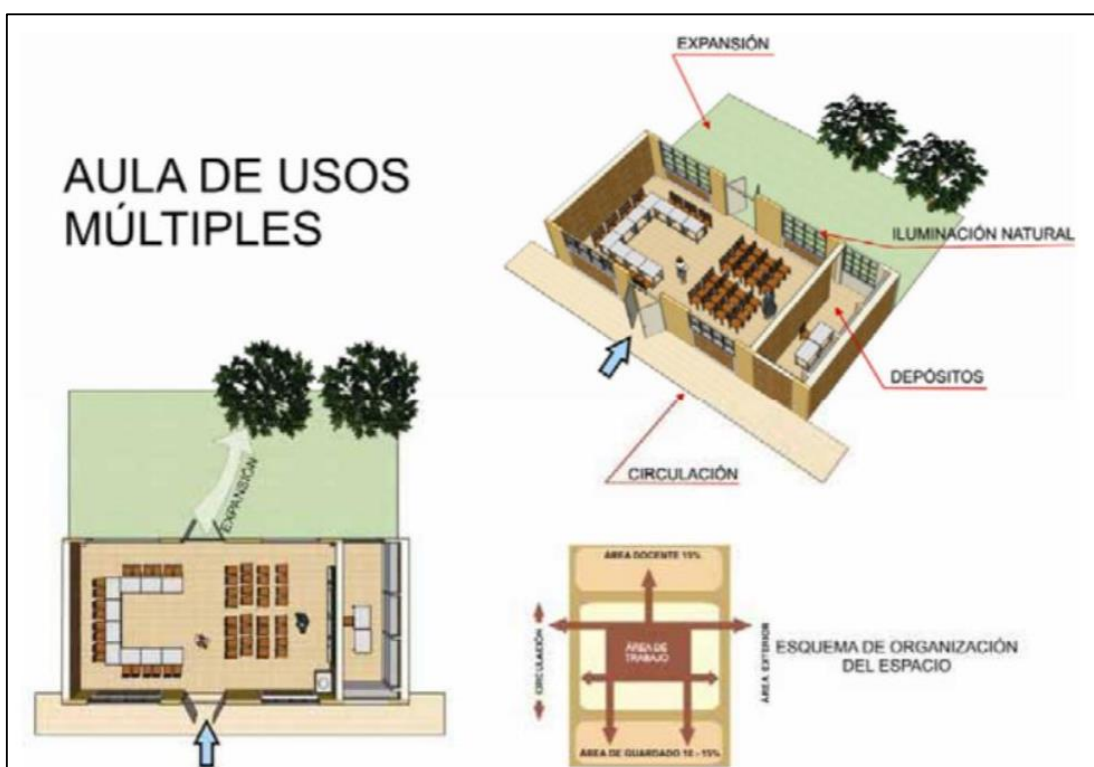 AULA DE USOS
MÚLTIPLES
EXPANSIÓN
ILUMINACIÓN NATURAL
DEPÓSITOS
CIRCULACIÓN
EXPANSIÓN
ÁREA DOCENTE 15%
CIRCULACIÓN
ÁREA DE
TRABAJO
ÁREA EXTERIOR
ÁREA DE GUARDADO 10 - 15%
ESQUEMA DE ORGANIZACIÓN
DEL ESPACIO